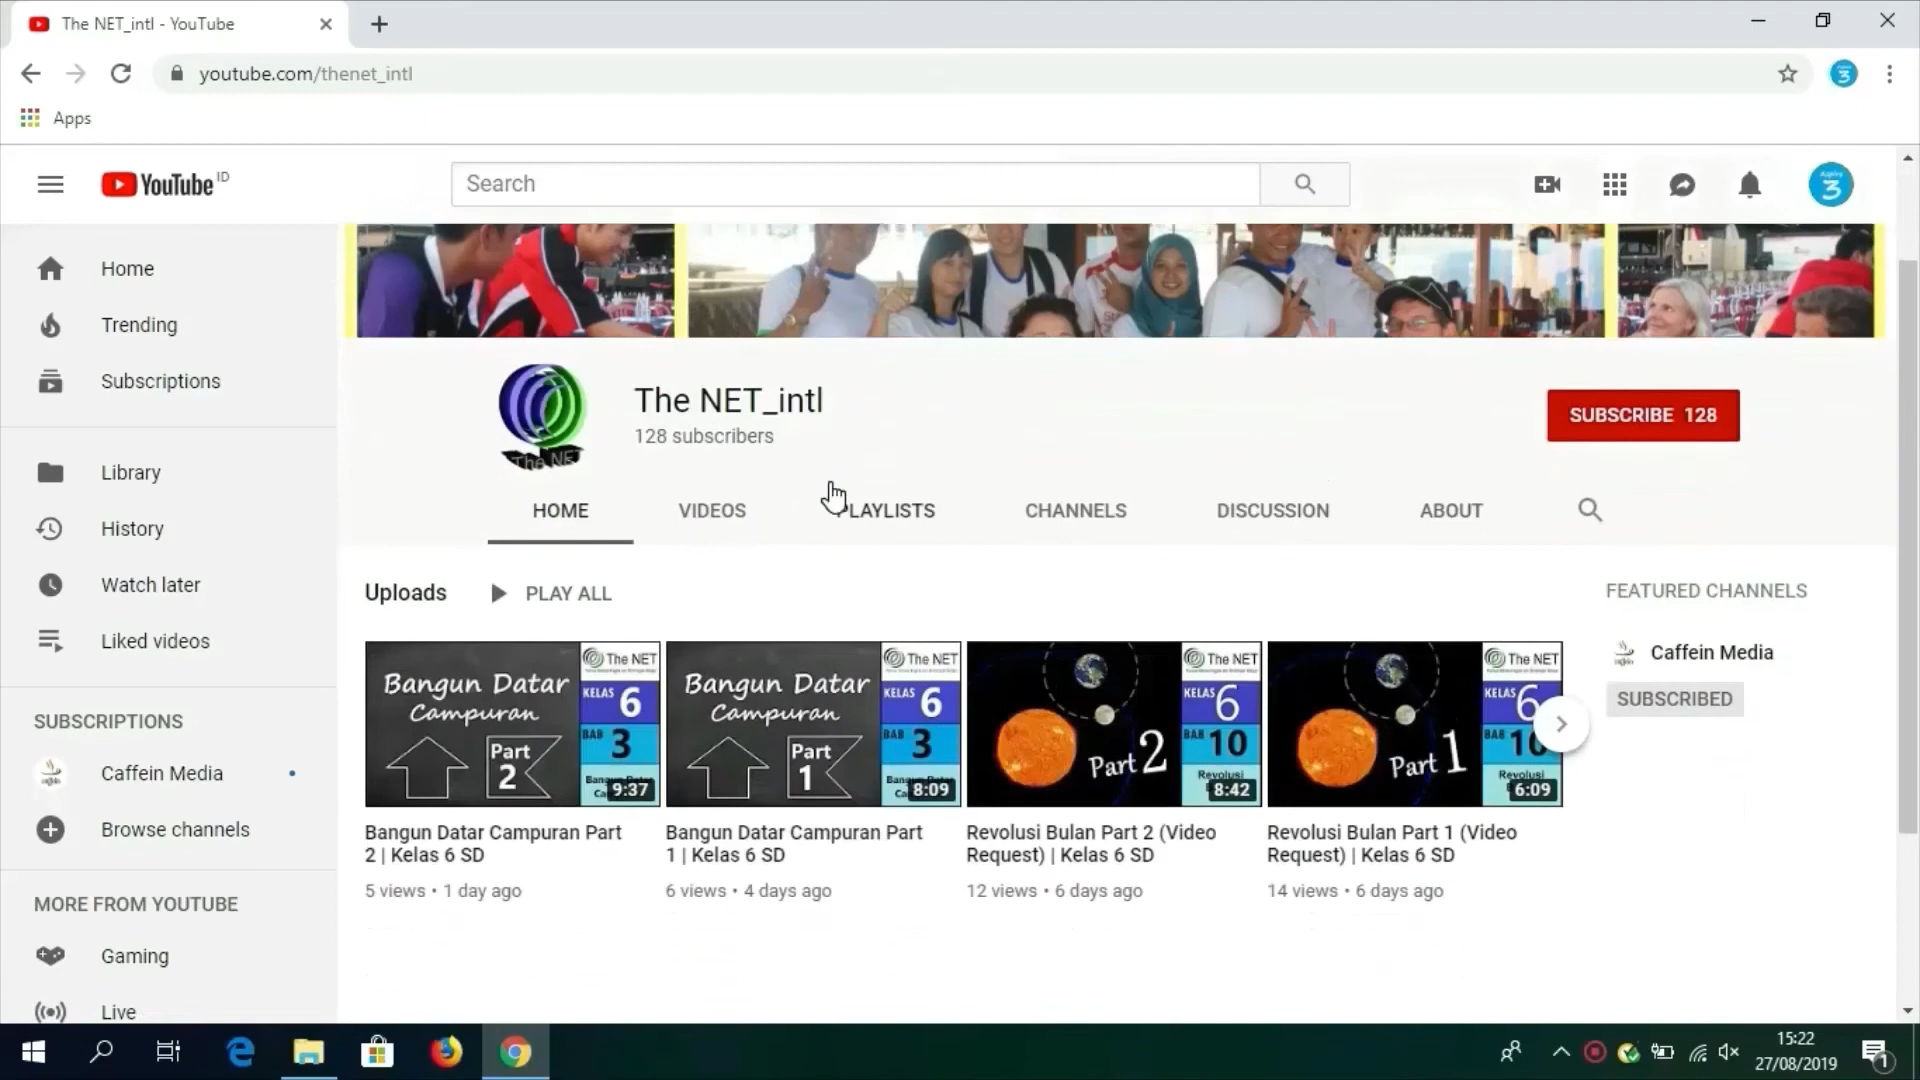 The NET_intl - YouTube
youtube.com/thenet_intl
Apps
YouTube ID
Search
Home
Trending
Subscriptions
Library
History
Watch later
Liked videos
SUBSCRIPTIONS
Caffein Media
Browse channels
MORE FROM YOUTUBE
Gaming
Live
The NET
The NET_intl
128 subscribers
SUBSCRIBE 128
HOME
VIDEOS
PLAYLISTS
CHANNELS
DISCUSSION
ABOUT
Uploads
PLAY ALL
Bangun Datar
Campuran
Part
2
The NET
KELAS 6
BAB 3
9:37
Bangun Datar Campuran Part
2 | Kelas 6 SD
5 views • 1 day ago
Bangun Datar
Campuran
Part
1
The NET
KELAS 6
BAB 3
8:09
Bangun Datar Campuran Part
1 | Kelas 6 SD
6 views • 4 days ago
Part 2
The NET
KELAS 6
BAB 10
Revolusi
8:42
Revolusi Bulan Part 2 (Video
Request) | Kelas 6 SD
12 views • 6 days ago
Part 1
The NET
KELAS 6
BAB 10
Revolusi
6:09
Revolusi Bulan Part 1 (Video
Request) | Kelas 6 SD
14 views • 6 days ago
FEATURED CHANNELS
Caffein Media
SUBSCRIBED
15:22
27/08/2019
1